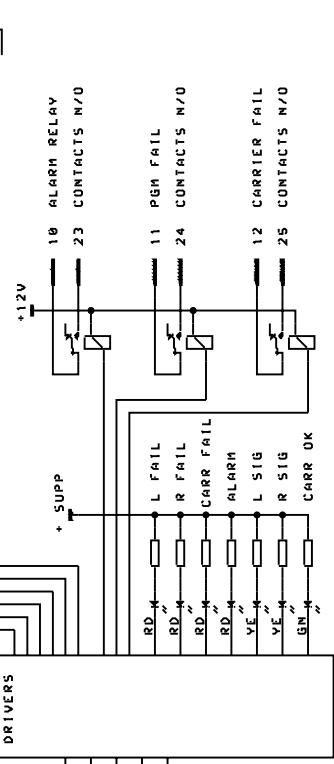 10 ALARM RELAY
23 CONTACTS N/O
11 PGM FAIL
24 CONTACTS N/O
12 CARRIER FAIL
25 CONTACTS N/O
+12V
+ SUPP
L FAIL
R FAIL
CARR FAIL
ALARM
L SIG
R SIG
CARR OK
RD
RD
RD
RD
YE
YE
GN
DRIVERS